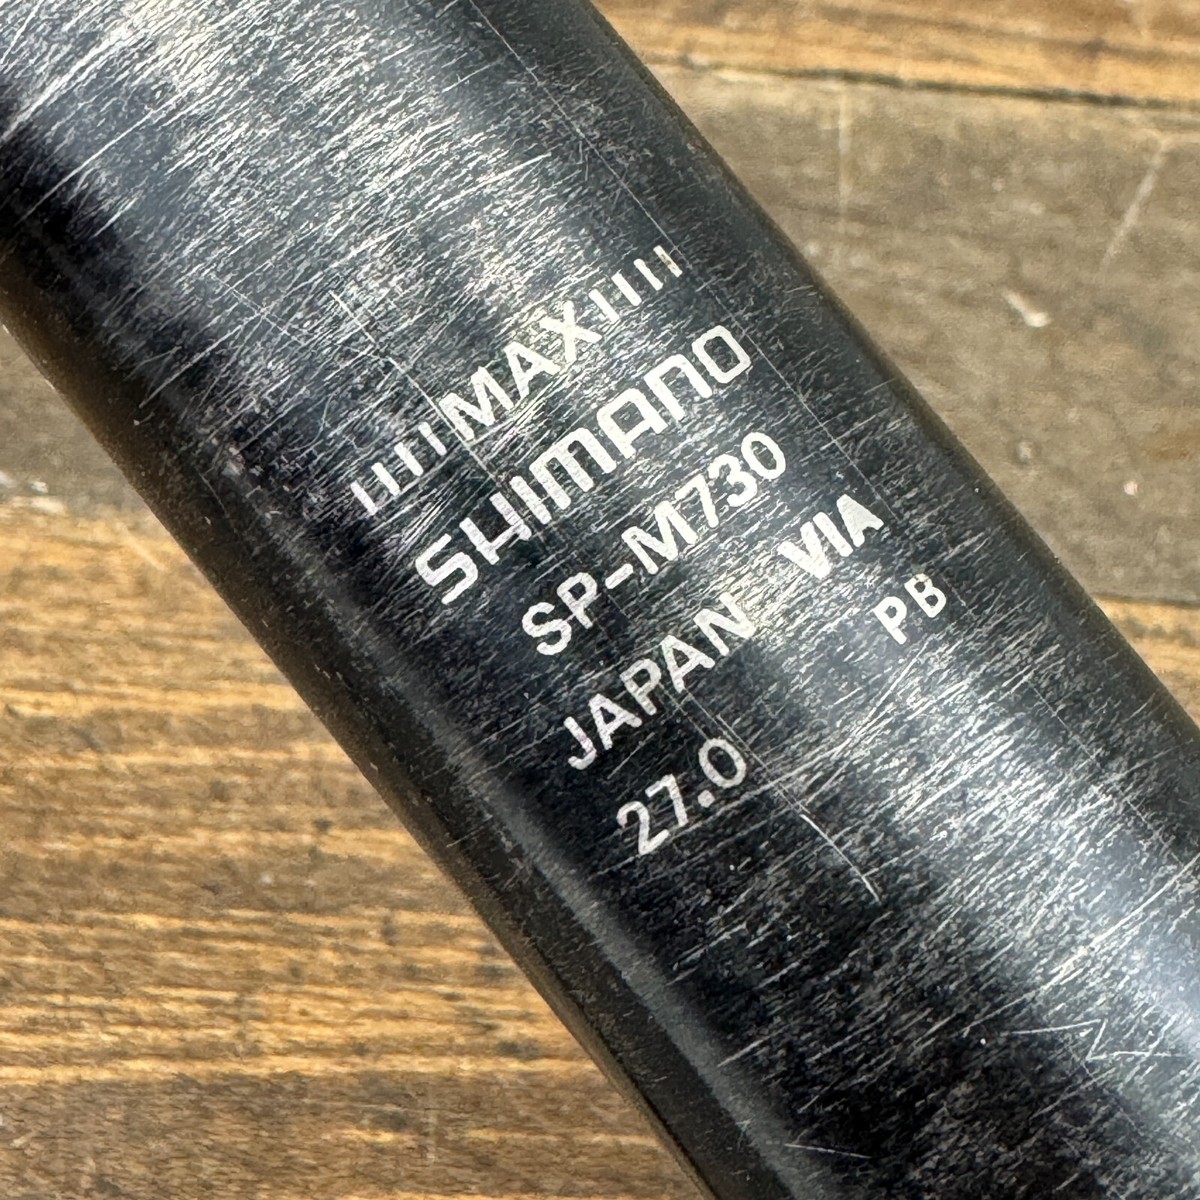 MAX
SHIMANO
SP-M730
JAPAN VIA
27.0 PB